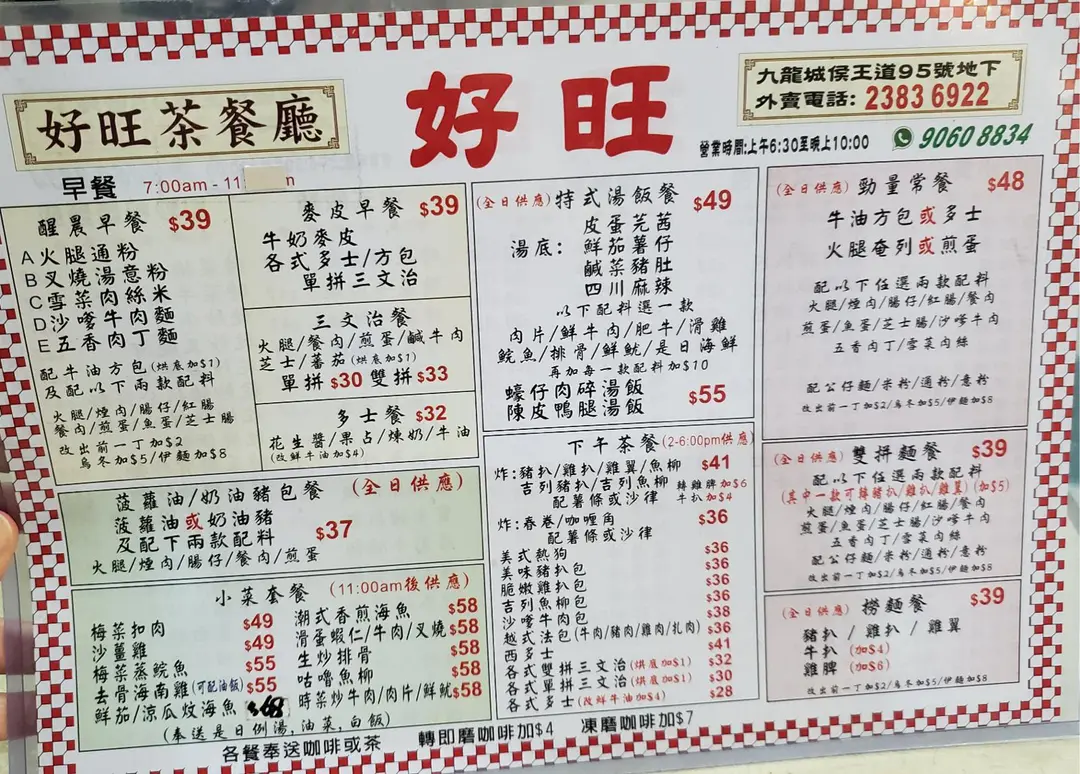 好旺茶餐廳
好旺
九龍城侯王道95號地下
外賣電話: 2383 6922
營業時間:上午6:30至晚上10:00
9060 8834
早餐 7:00am - 11
醒晨早餐 $39
A火腿通粉
B叉燒湯意粉
C雪菜肉絲米
D沙嗲牛肉麵
E五香肉丁麵
配牛油方包(烘底加$1)
及配以下兩款配料
火腿/煙肉/腸仔/紅腸
餐肉/煎蛋/魚蛋/芝士腸
改出前一丁加$2
烏冬加$5/伊麵加$8
麥皮早餐 $39
牛奶麥皮
各式多士/方包
單拼三文治
三文治餐
火腿/餐肉/煎蛋/鹹牛肉
芝士/蕃茄(烘底加$1)
單拼$30 雙拼$33
多士餐 $32
花生醬/果占/煉奶/牛油
(改鮮牛油加$4)
菠蘿油/奶油豬包餐 (全日供應)
菠蘿油或奶油豬
及配下兩款配料 $37
火腿/煙肉/腸仔/餐肉/煎蛋
小菜套餐 (11:00am後供應)
梅菜扣肉 $49
沙薑雞 $49
梅菜蒸鯇魚 $55
去骨海南雞(可配油飯) $55
鮮茄/涼瓜炆海魚 $68
潮式香煎海魚 $58
滑蛋蝦仁/牛肉/叉燒 $58
生炒排骨 $58
咕嚕魚柳 $58
時菜炒牛肉/肉片/鮮魷 $58
(奉送是日例湯,油菜,白飯)
(全日供應) 特式湯飯餐 $49
皮蛋芫茜
湯底: 鮮茄薯仔
鹹菜豬肚
四川麻辣
以下配料選一款
肉片/鮮牛肉/肥牛/滑雞
鯇魚/排骨/鮮魷/是日海鮮
再加每一款配料加$10
蠔仔肉碎湯飯
陳皮鴨腿湯飯 $55
下午茶餐(2-6:00pm供應)
炸:豬扒/雞扒/雞翼/魚柳 $41
吉列豬扒/吉列魚柳 轉雞脾加$6
配薯條或沙律 牛扒加$4
炸:春卷/咖喱角 $36
配薯條或沙律
美式熱狗 $36
美味豬扒包 $36
脆嫩雞扒包 $36
吉列魚柳包 $36
沙嗲牛肉包 $38
越式法包(牛肉/豬肉/雞肉/扎肉) $36
西多士 $41
各式雙拼三文治(烘底加$1) $32
各式單拼三文治(烘底加$1) $30
各式多士(改鮮牛油加$4) $28
(全日供應) 勁量常餐 $48
牛油方包或多士
火腿奄列或煎蛋
配以下任選兩款配料
火腿/煙肉/腸仔/紅腸/餐肉
煎蛋/魚蛋/芝士腸/沙嗲牛肉
五香肉丁/雪菜肉絲
配公仔麵/米粉/通粉/意粉
改出前一丁加$2/烏冬加$5/伊麵加$8
(全日供應) 雙拼麵餐 $39
配以下任選兩款配料
(其中一款可轉豬扒/雞扒/雞翼)(加$5)
火腿/煙肉/腸仔/紅腸/餐肉
煎蛋/魚蛋/芝士腸/沙嗲牛肉
五香肉丁/雪菜肉絲
配公仔麵/米粉/通粉/意粉
改出前一丁加$2/烏冬加$5/伊麵加$8
(全日供應) 撈麵餐 $39
豬扒 / 雞扒 / 雞翼
牛扒 (加$4)
雞脾 (加$6)
改出前一丁加$2/烏冬加$5/伊麵加$8
各餐奉送咖啡或茶 轉即磨咖啡加$4 凍磨咖啡加$7